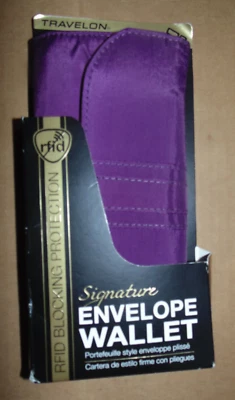 TRAVELON
rfid
RFID BLOCKING PROTECTION
Signature
ENVELOPE
WALLET
Portefeuille style enveloppe plissé
Cartera de estilo firme con pliegues